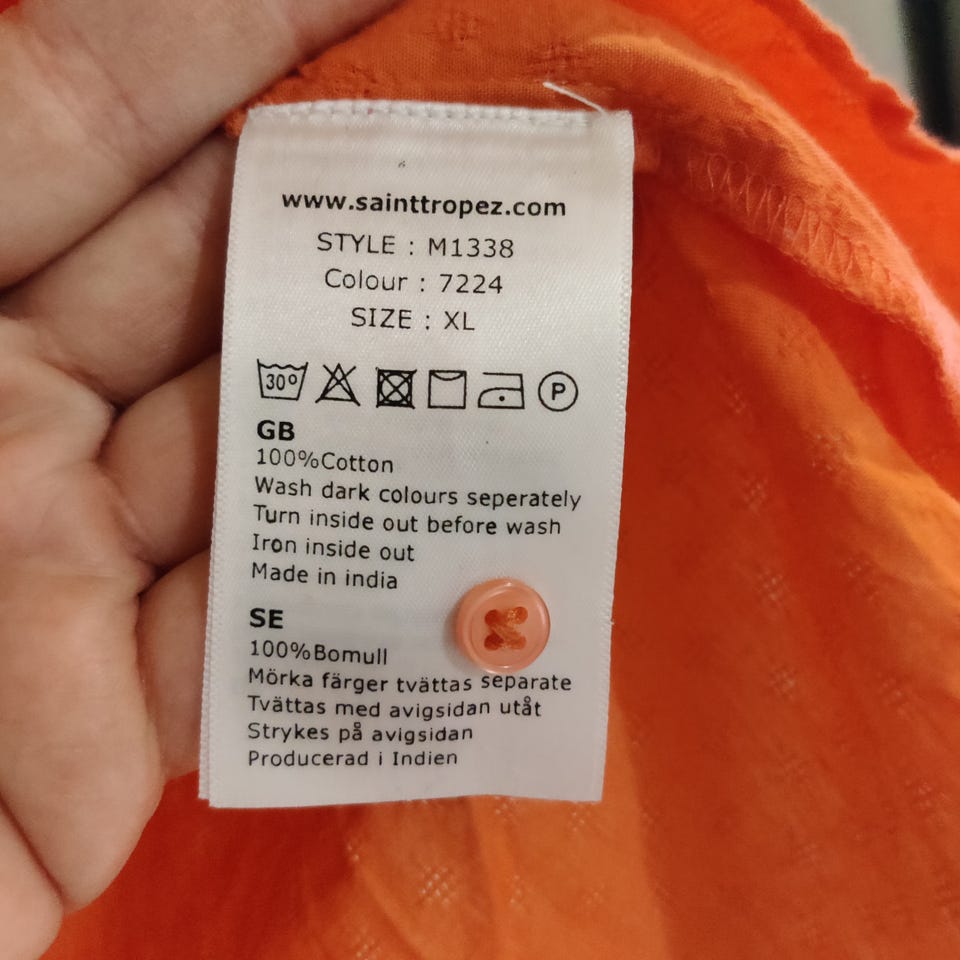 www.sainttropez.com
STYLE : M1338
Colour : 7224
SIZE : XL
30° P
GB
100%Cotton
Wash dark colours seperately
Turn inside out before wash
Iron inside out
Made in india
SE
100%Bomull
Mörka färger tvättas separate
Tvättas med avigsidan utåt
Strykes på avigsidan
Producerad i Indien